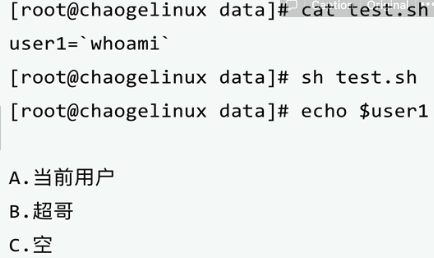 [root@chaogelinux data]# cat test.sh
user1=`whoami`
[root@chaogelinux data]# sh test.sh
[root@chaogelinux data]# echo $user1
A.当前用户
B.超哥
C.空